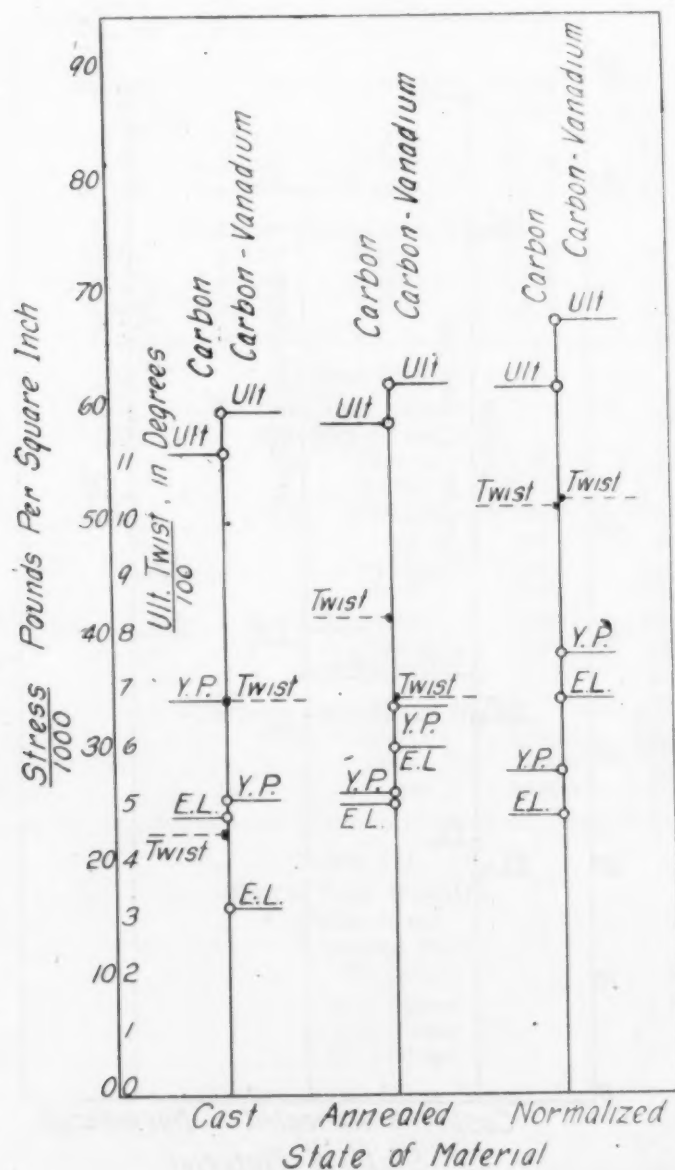 90
80
70
60
50
40
30
20
10
0
11
10
9
8
7
6
5
4
3
2
1
0
Stress
1000
Pounds Per Square Inch
Ult. Twist, in Degrees
100
Carbon
Carbon-Vanadium
Ult
Ult
Y.P.
Twist
Y.P.
E.L.
Twist
E.L.
Carbon
Carbon-Vanadium
Ult
Ult
Twist
Twist
Y.P.
E.L
Y.P.
E.L.
Carbon
Carbon-Vanadium
Ult
Ult
Twist
Twist
Y.P.
E.L.
Y.P.
E.L.
Cast
Annealed
Normalized
State of Material